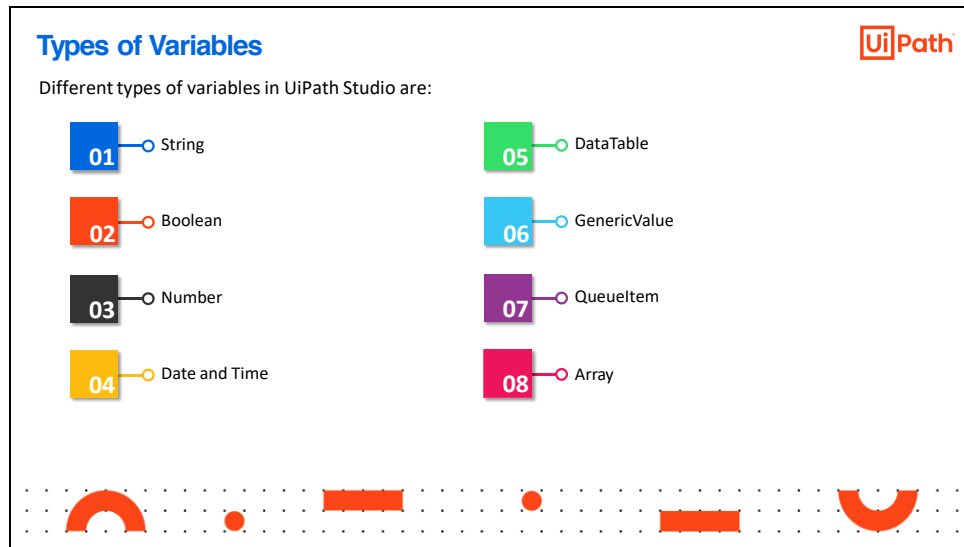 Types of Variables
UiPath
Different types of variables in UiPath Studio are:
01 String
02 Boolean
03 Number
04 Date and Time
05 DataTable
06 GenericValue
07 QueueItem
08 Array